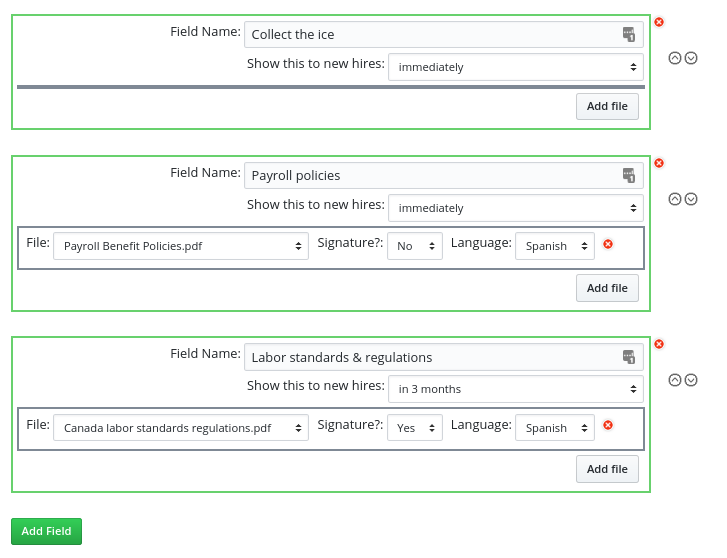 Field Name: Collect the ice
Show this to new hires: immediately
Add file
Field Name: Payroll policies
Show this to new hires: immediately
File: Payroll Benefit Policies.pdf Signature?: No Language: Spanish
Add file
Field Name: Labor standards & regulations
Show this to new hires: in 3 months
File: Canada labor standards regulations.pdf Signature?: Yes Language: Spanish
Add file
Add Field